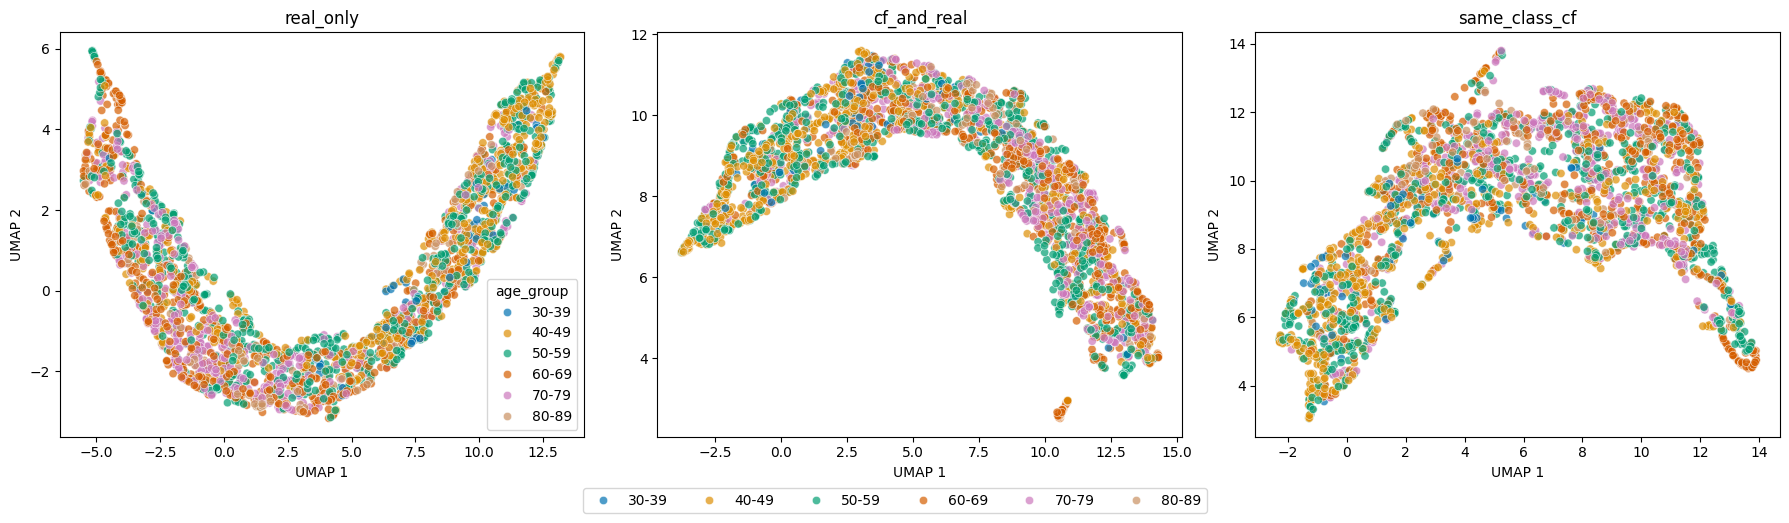 real_only
cf_and_real
same_class_cf
6
4
2
0
−2
UMAP 2
−5.0 −2.5 0.0 2.5 5.0 7.5 10.0 12.5
UMAP 1
age_group
30-39
40-49
50-59
60-69
70-79
80-89
12
10
8
6
4
UMAP 2
−2.5 0.0 2.5 5.0 7.5 10.0 12.5 15.0
UMAP 1
14
12
10
8
6
4
UMAP 2
−2 0 2 4 6 8 10 12 14
UMAP 1
30-39 40-49 50-59 60-69 70-79 80-89